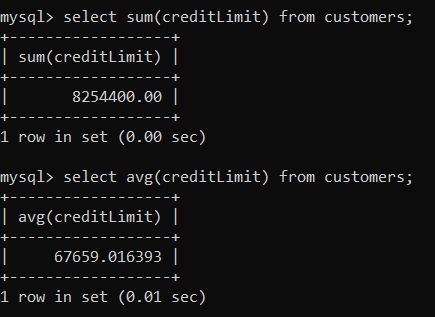 mysql> select sum(creditLimit) from customers;
+------------------+
| sum(creditLimit) |
+------------------+
|       8254400.00 |
+------------------+
1 row in set (0.00 sec)

mysql> select avg(creditLimit) from customers;
+------------------+
| avg(creditLimit) |
+------------------+
|     67659.016393 |
+------------------+
1 row in set (0.01 sec)